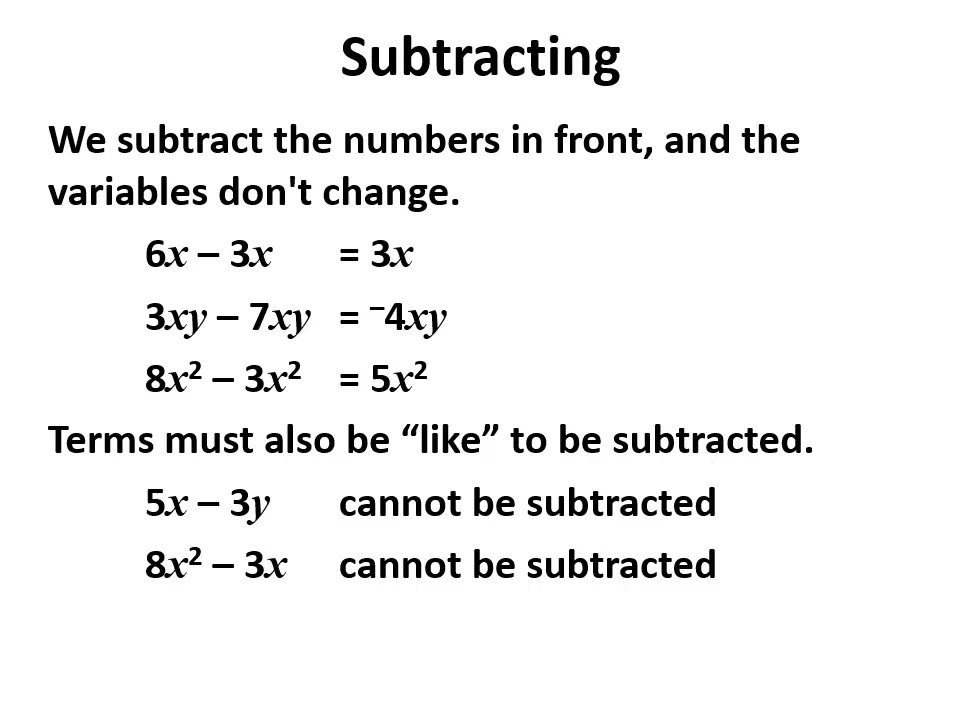 Subtracting
We subtract the numbers in front, and the
variables don't change.
6x – 3x = 3x
3xy – 7xy = ⁻4xy
8x² – 3x² = 5x²
Terms must also be “like” to be subtracted.
5x – 3y cannot be subtracted
8x² – 3x cannot be subtracted